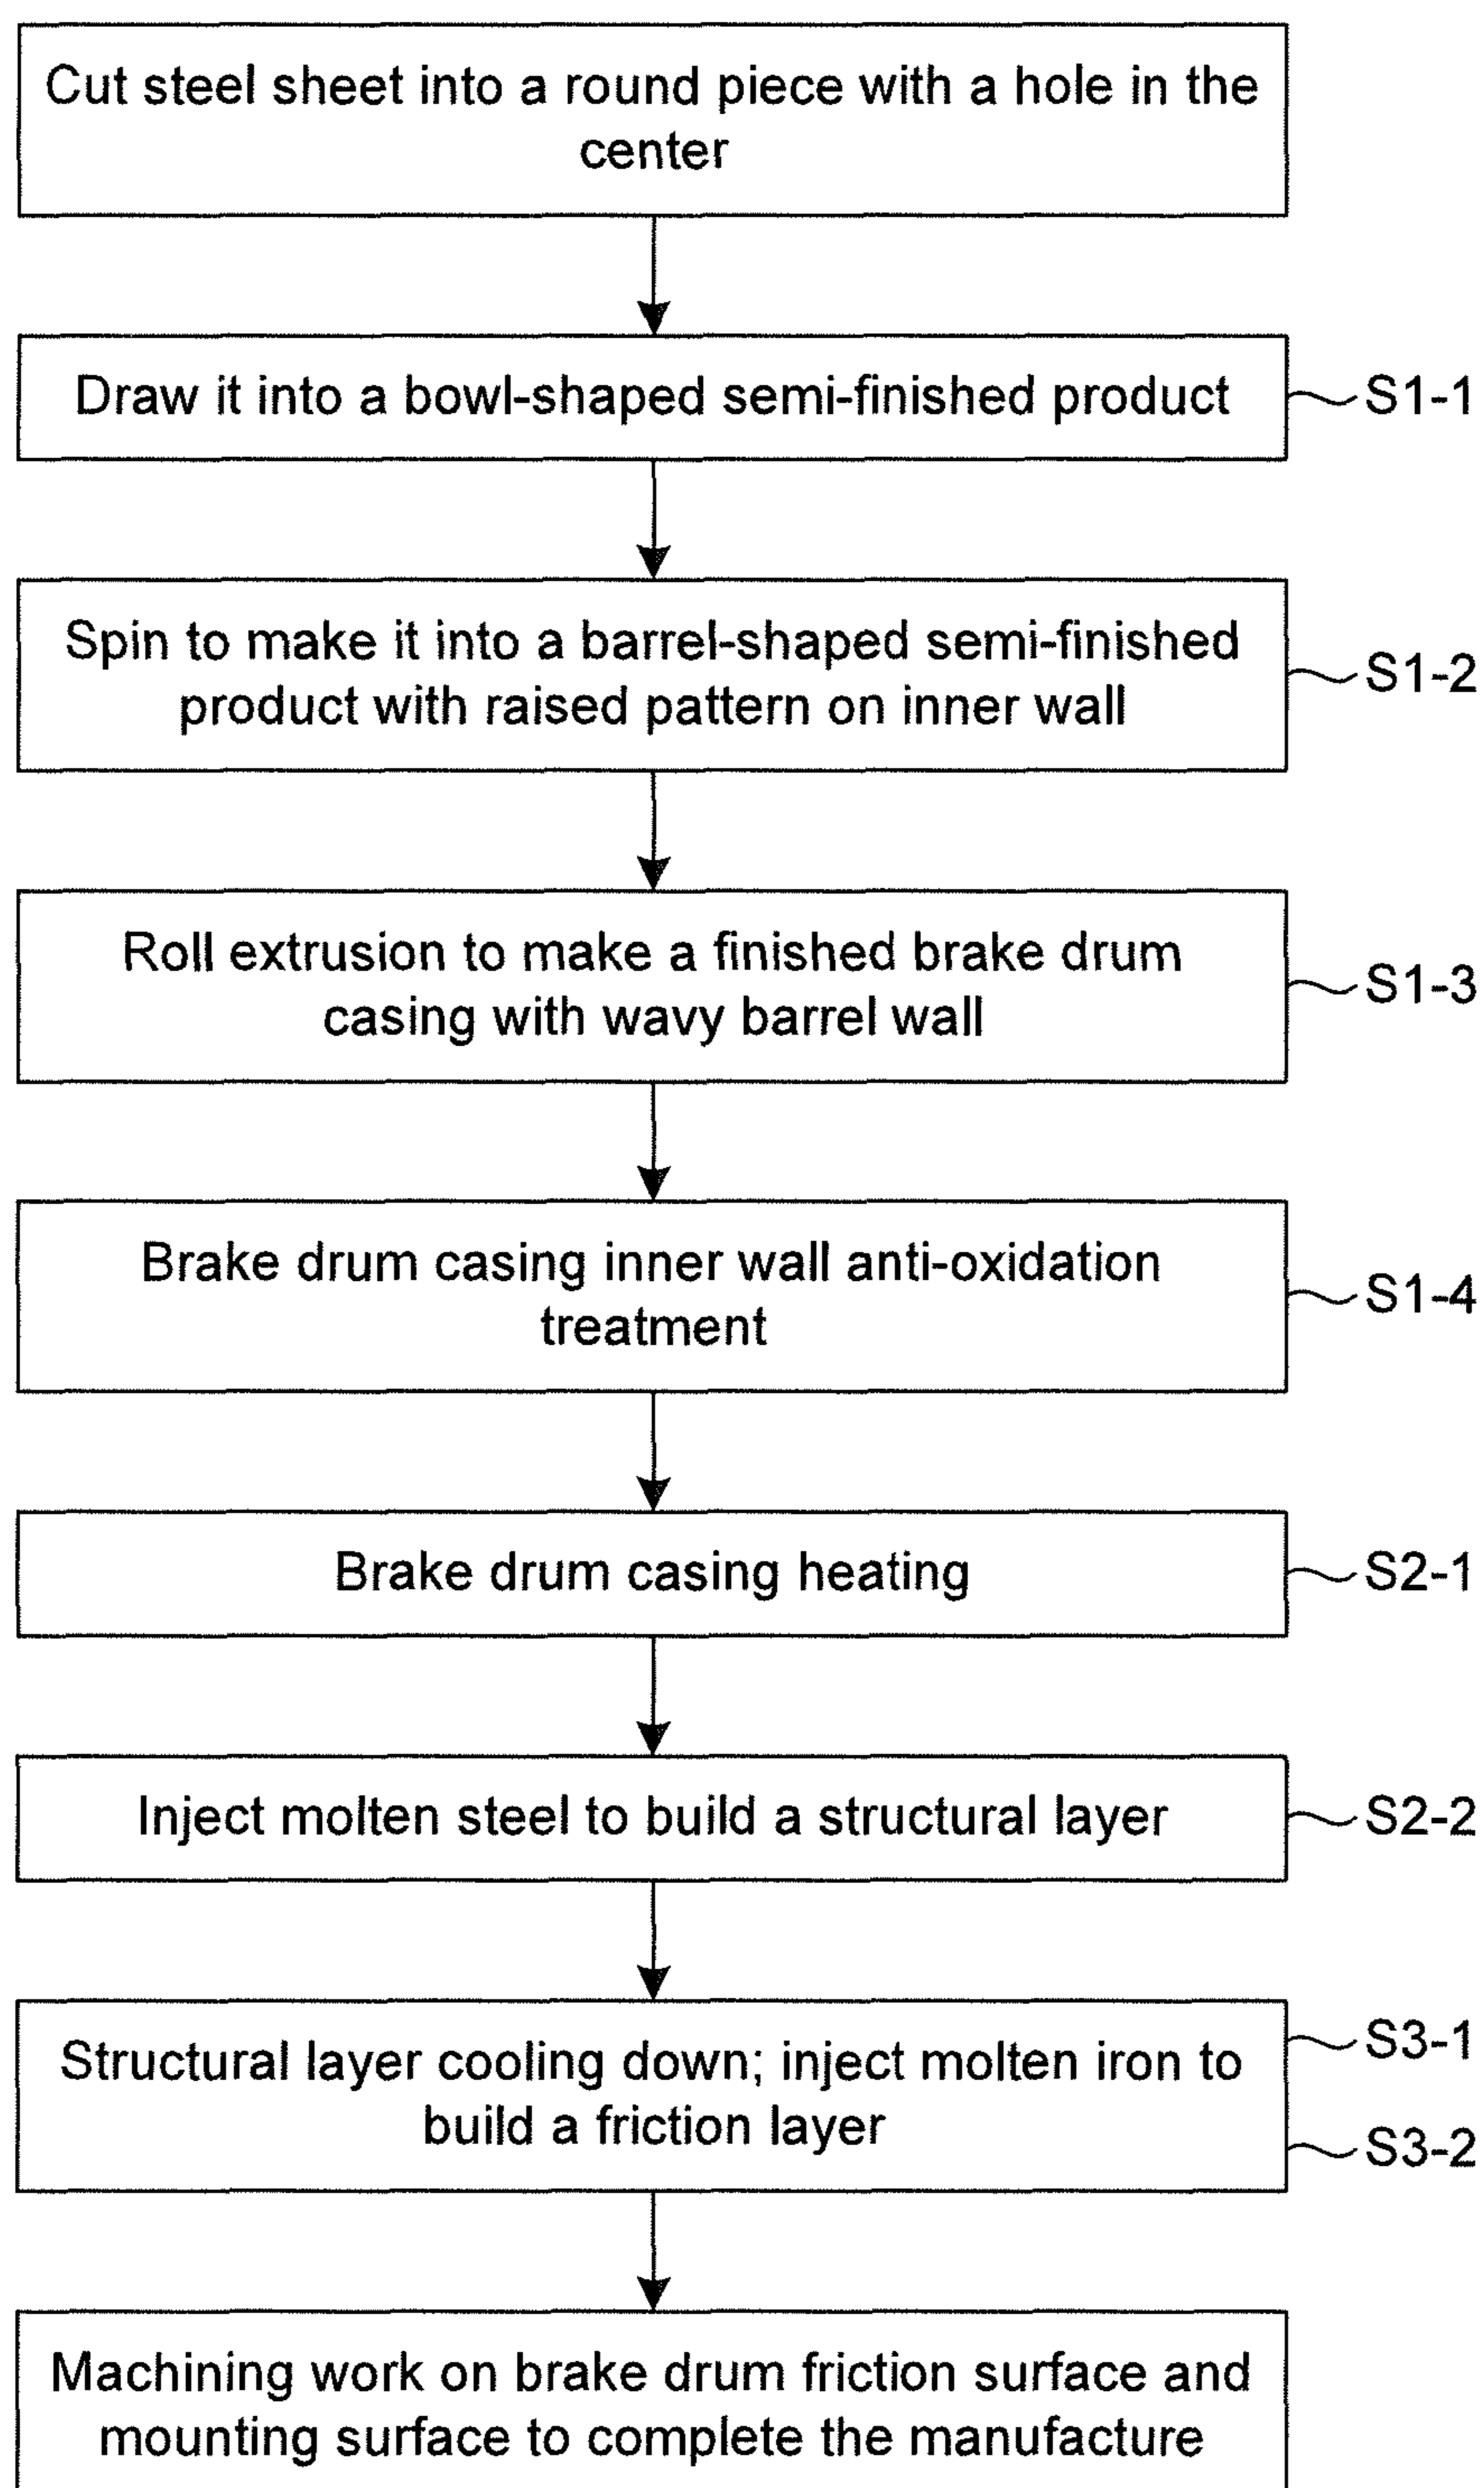 Cut steel sheet into a round piece with a hole in the
center
Draw it into a bowl-shaped semi-finished product
S1-1
Spin to make it into a barrel-shaped semi-finished
product with raised pattern on inner wall
S1-2
Roll extrusion to make a finished brake drum
casing with wavy barrel wall
S1-3
Brake drum casing inner wall anti-oxidation
treatment
S1-4
Brake drum casing heating
S2-1
Inject molten steel to build a structural layer
S2-2
Structural layer cooling down; inject molten iron to
build a friction layer
S3-1
S3-2
Machining work on brake drum friction surface and
mounting surface to complete the manufacture